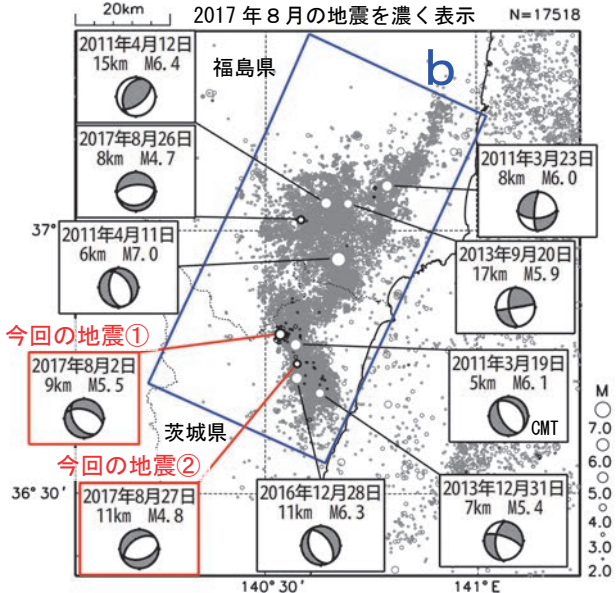 20km
2017年8月の地震を濃く表示
N=17518
2011年4月12日
15km M6.4
福島県
b
2017年8月26日
8km M4.7
2011年3月23日
8km M6.0
37°
2011年4月11日
6km M7.0
2013年9月20日
17km M5.9
今回の地震①
2017年8月2日
9km M5.5
2011年3月19日
5km M6.1
CMT
茨城県
今回の地震②
36°30′
2017年8月27日
11km M4.8
2016年12月28日
11km M6.3
2013年12月31日
7km M5.4
M
7.0
6.0
5.0
4.0
3.0
2.0
140°30′
141°E